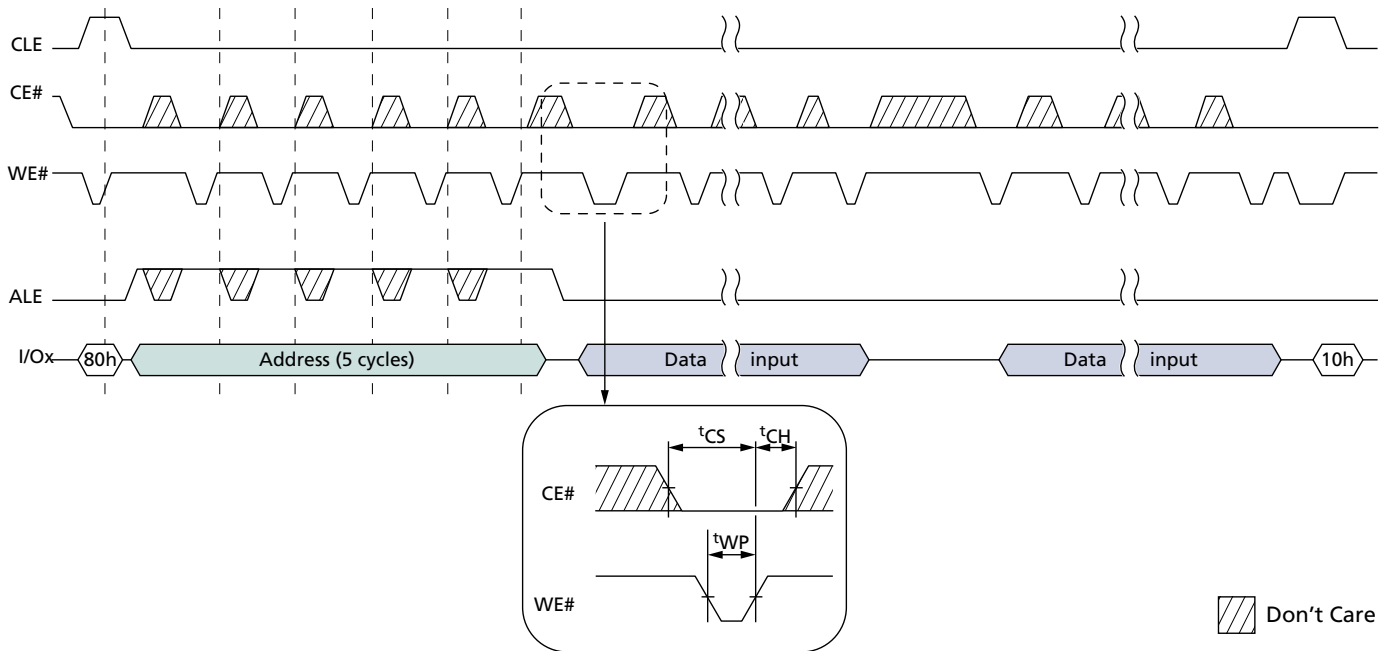 CLE
CE#
WE#
ALE
I/Ox 80h Address (5 cycles) Data input Data input 10h
tCS tCH
CE#
tWP
WE#
Don't Care